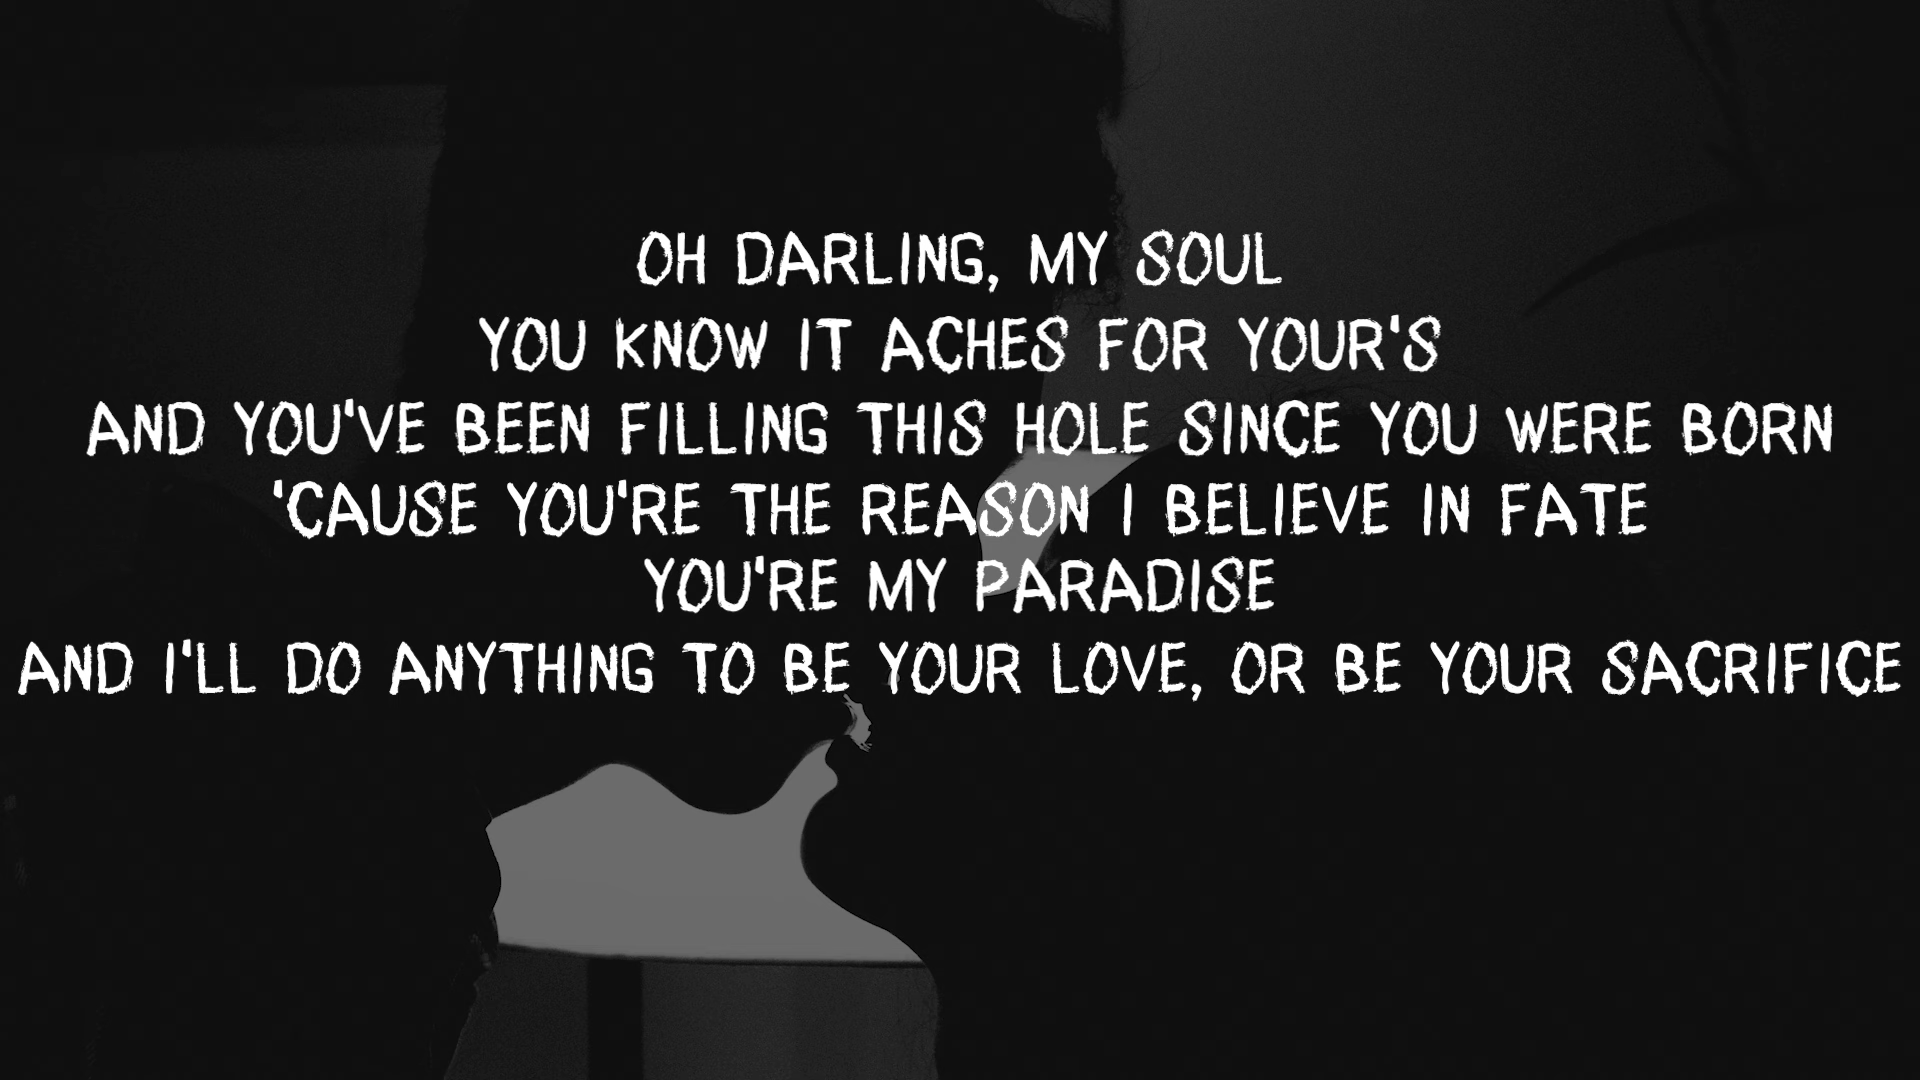 OH DARLING, MY SOUL
YOU KNOW IT ACHES FOR YOUR'S
AND YOU'VE BEEN FILLING THIS HOLE SINCE YOU WERE BORN
'CAUSE YOU'RE THE REASON I BELIEVE IN FATE
YOU'RE MY PARADISE
AND I'LL DO ANYTHING TO BE YOUR LOVE, OR BE YOUR SACRIFICE